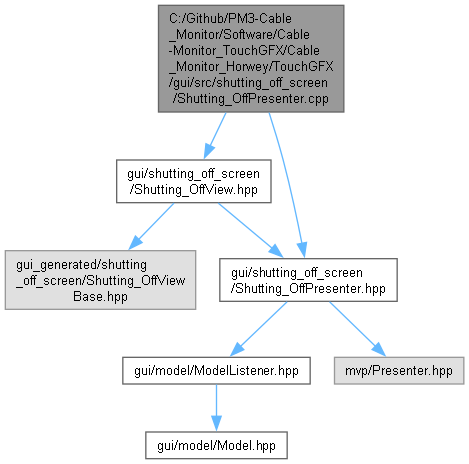 C:/Github/PM3-Cable
_Monitor/Software/Cable
-Monitor_TouchGFX/Cable
_Monitor_Horwey/TouchGFX
/gui/src/shutting_off_screen
/Shutting_OffPresenter.cpp
gui/shutting_off_screen
/Shutting_OffView.hpp
gui_generated/shutting
_off_screen/Shutting_OffView
Base.hpp
gui/shutting_off_screen
/Shutting_OffPresenter.hpp
gui/model/ModelListener.hpp
mvp/Presenter.hpp
gui/model/Model.hpp